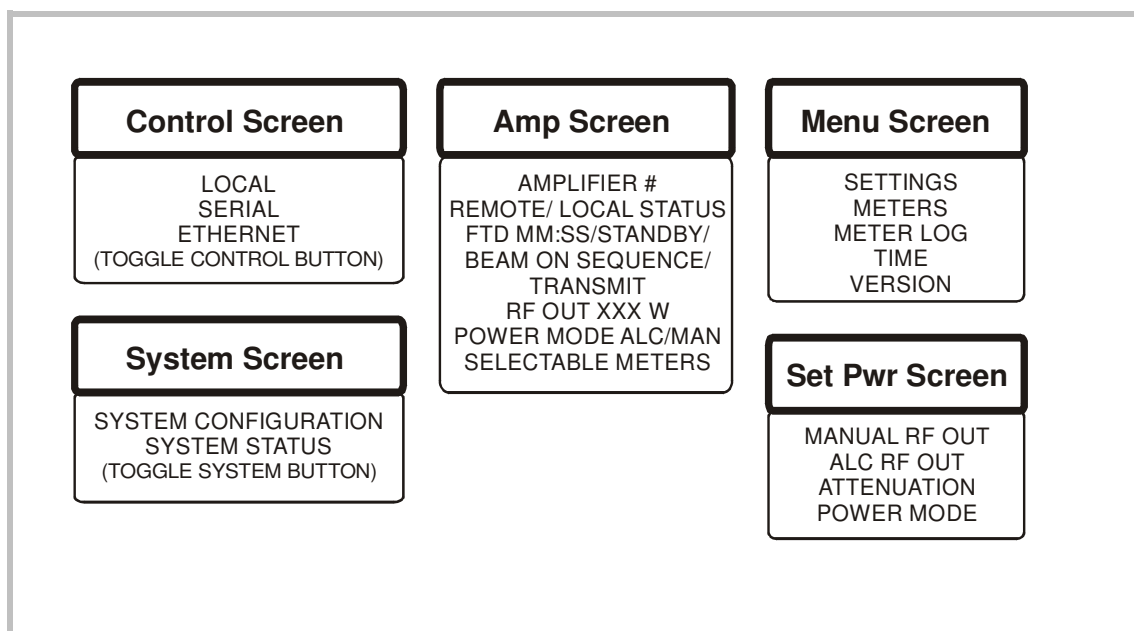 Control Screen
LOCAL
SERIAL
ETHERNET
(TOGGLE CONTROL BUTTON)
System Screen
SYSTEM CONFIGURATION
SYSTEM STATUS
(TOGGLE SYSTEM BUTTON)
Amp Screen
AMPLIFIER #
REMOTE/ LOCAL STATUS
FTD MM:SS/STANDBY/
BEAM ON SEQUENCE/
TRANSMIT
RF OUT XXX W
POWER MODE ALC/MAN
SELECTABLE METERS
Menu Screen
SETTINGS
METERS
METER LOG
TIME
VERSION
Set Pwr Screen
MANUAL RF OUT
ALC RF OUT
ATTENUATION
POWER MODE